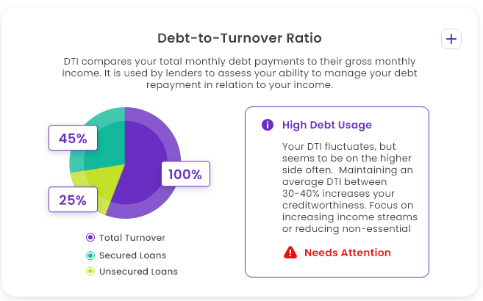 Debt-to-Turnover Ratio
DTI compares your total monthly debt payments to their gross monthly
income. It is used by lenders to assess your ability to manage your debt
repayment in relation to your income.
45%
100%
25%
Total Turnover
Secured Loans
Unsecured Loans
High Debt Usage
Your DTI fluctuates, but
seems to be on the higher
side often. Maintaining an
average DTI between
30-40% increases your
creditworthiness. Focus on
increasing income streams
or reducing non-essential
Needs Attention